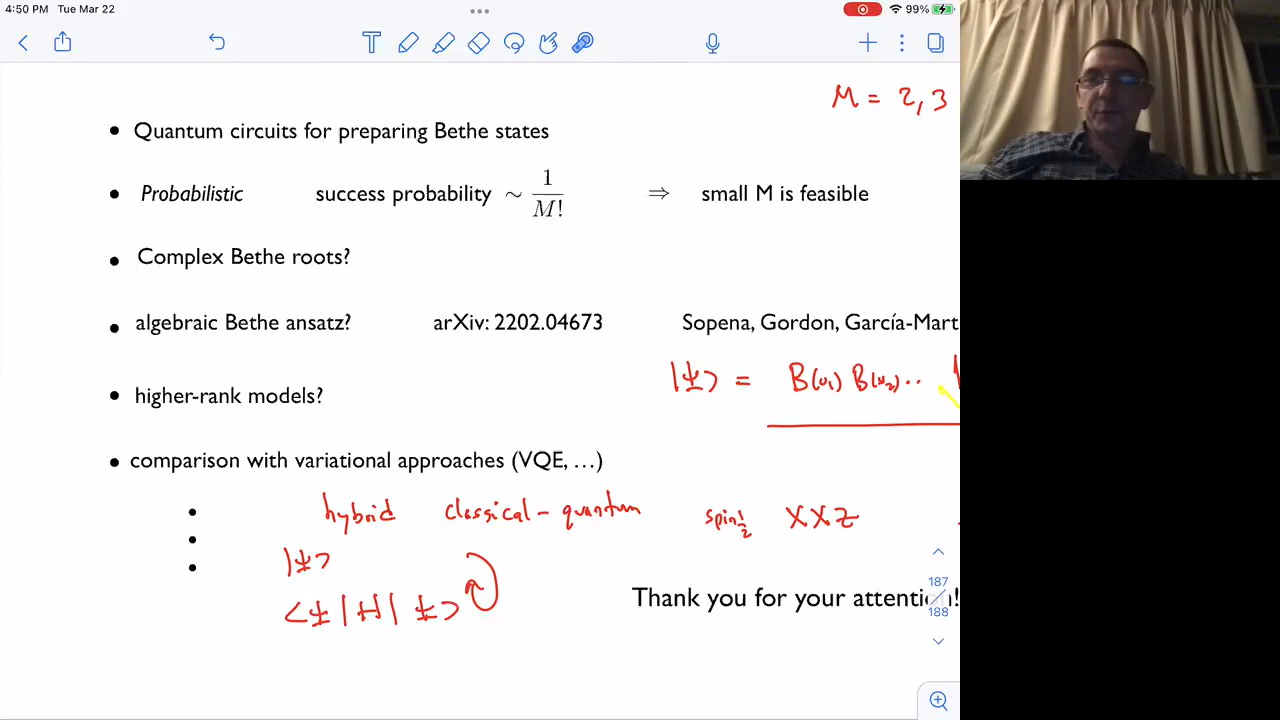 4:50 PM Tue Mar 22
99%
M = 2, 3
• Quantum circuits for preparing Bethe states
• Probabilistic success probability ~ 1/M! ⇒ small M is feasible
• Complex Bethe roots?
• algebraic Bethe ansatz? arXiv: 2202.04673 Sopena, Gordon, García-Mart
|Ψ> = B(u₁) B(u₂)..
• higher-rank models?
• comparison with variational approaches (VQE, …)
• hybrid classical-quantum spin ½ XXZ
•
• |Ψ>
<Ψ|H|Ψ>
Thank you for your attention!
187
188